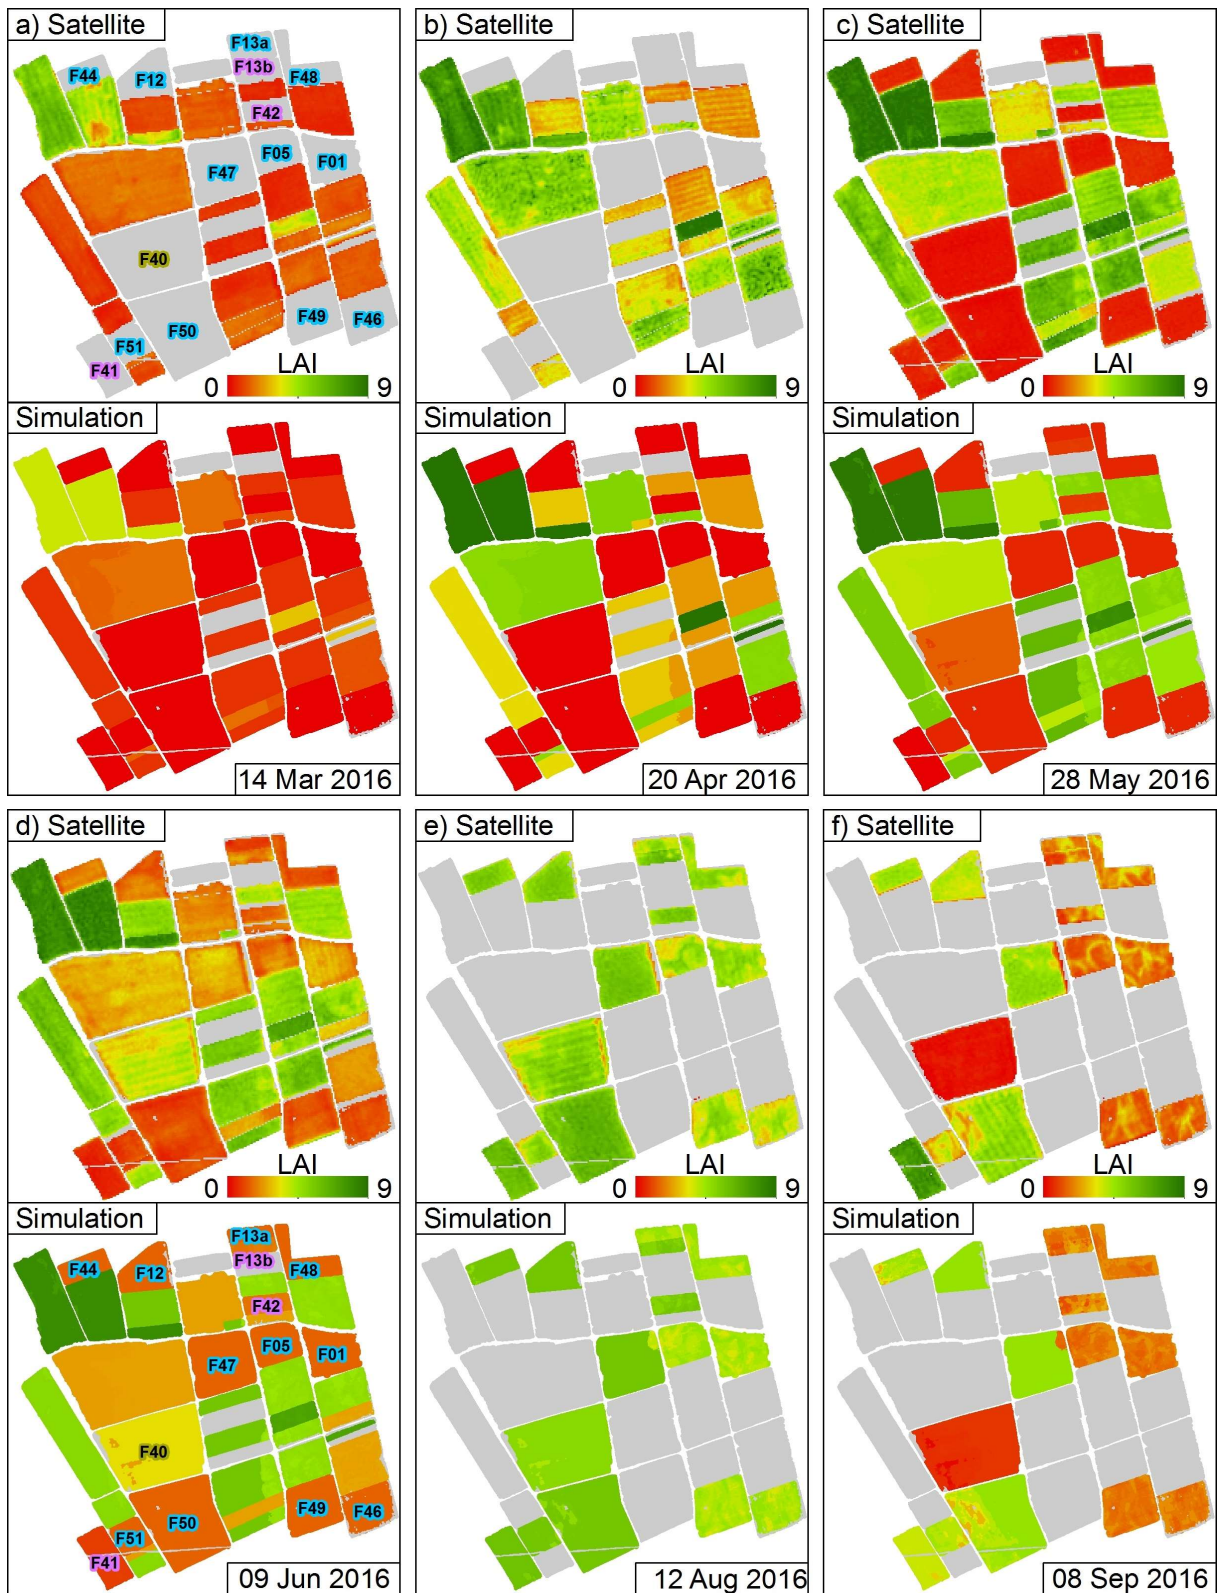 a) Satellite
F13a
F44
F12
F13b
F48
F42
F05
F47
F01
F40
F50
F49
F46
F51
F41
LAI
0 9
Simulation
14 Mar 2016
b) Satellite
LAI
0 9
Simulation
20 Apr 2016
c) Satellite
LAI
0 9
Simulation
28 May 2016
d) Satellite
LAI
0 9
Simulation
F13a
F44
F12
F13b
F48
F42
F05
F47
F01
F40
F50
F49
F46
F51
F41
09 Jun 2016
e) Satellite
LAI
0 9
Simulation
12 Aug 2016
f) Satellite
LAI
0 9
Simulation
08 Sep 2016